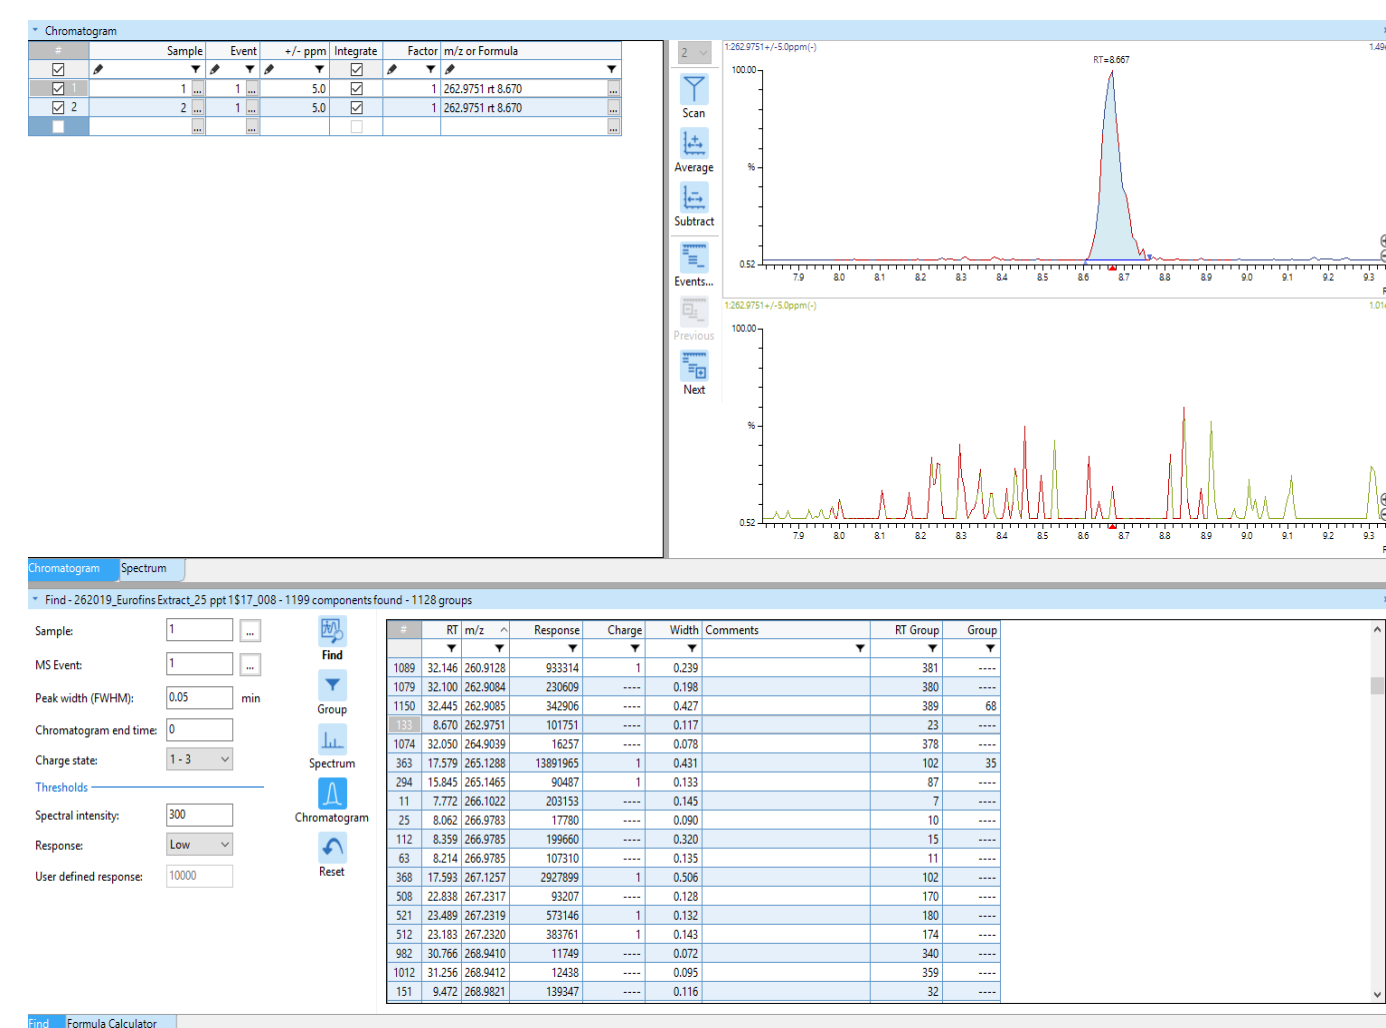 Chromatogram
# Sample Event +/- ppm Integrate Factor m/z or Formula
1 1 ... 1 ... 5.0 1 262.9751 rt 8.670 ...
2 2 ... 1 ... 5.0 1 262.9751 rt 8.670 ...
... ... ...
2
Scan
Average
Subtract
Events...
Previous
Next
1:262.9751+/-5.0ppm(-)
RT=8.667
100.00
%
0.52
7.9 8.0 8.1 8.2 8.3 8.4 8.5 8.6 8.7 8.8 8.9 9.0 9.1 9.2 9.3
1:262.9751+/-5.0ppm(-)
100.00
%
0.52
7.9 8.0 8.1 8.2 8.3 8.4 8.5 8.6 8.7 8.8 8.9 9.0 9.1 9.2 9.3
Chromatogram Spectrum
Find - 262019_Eurofins Extract_25 ppt 1$17_008 - 1199 components found - 1128 groups
Sample: 1 ...
MS Event: 1 ...
Peak width (FWHM): 0.05 min
Chromatogram end time: 0
Charge state: 1 - 3
Thresholds
Spectral intensity: 300
Response: Low
User defined response: 10000
Find
Group
Spectrum
Chromatogram
Reset
# RT m/z Response Charge Width Comments RT Group Group
1089 32.146 260.9128 933314 1 0.239 381 ----
1079 32.100 262.9084 230609 ---- 0.198 380 ----
1150 32.445 262.9085 342906 ---- 0.427 389 68
133 8.670 262.9751 101751 ---- 0.117 23 ----
1074 32.050 264.9039 16257 ---- 0.078 378 ----
363 17.579 265.1288 13891965 1 0.431 102 35
294 15.845 265.1465 90487 1 0.133 87 ----
11 7.772 266.1022 203153 ---- 0.145 7 ----
25 8.062 266.9783 17780 ---- 0.090 10 ----
112 8.359 266.9785 199660 ---- 0.320 15 ----
63 8.214 266.9785 107310 ---- 0.135 11 ----
368 17.593 267.1257 2927899 1 0.506 102 ----
508 22.838 267.2317 93207 ---- 0.128 170 ----
521 23.489 267.2319 573146 1 0.132 180 ----
512 23.183 267.2320 383761 1 0.143 174 ----
982 30.766 268.9410 11749 ---- 0.072 340 ----
1012 31.256 268.9412 12438 ---- 0.095 359 ----
151 9.472 268.9821 139347 ---- 0.116 32 ----
Find Formula Calculator